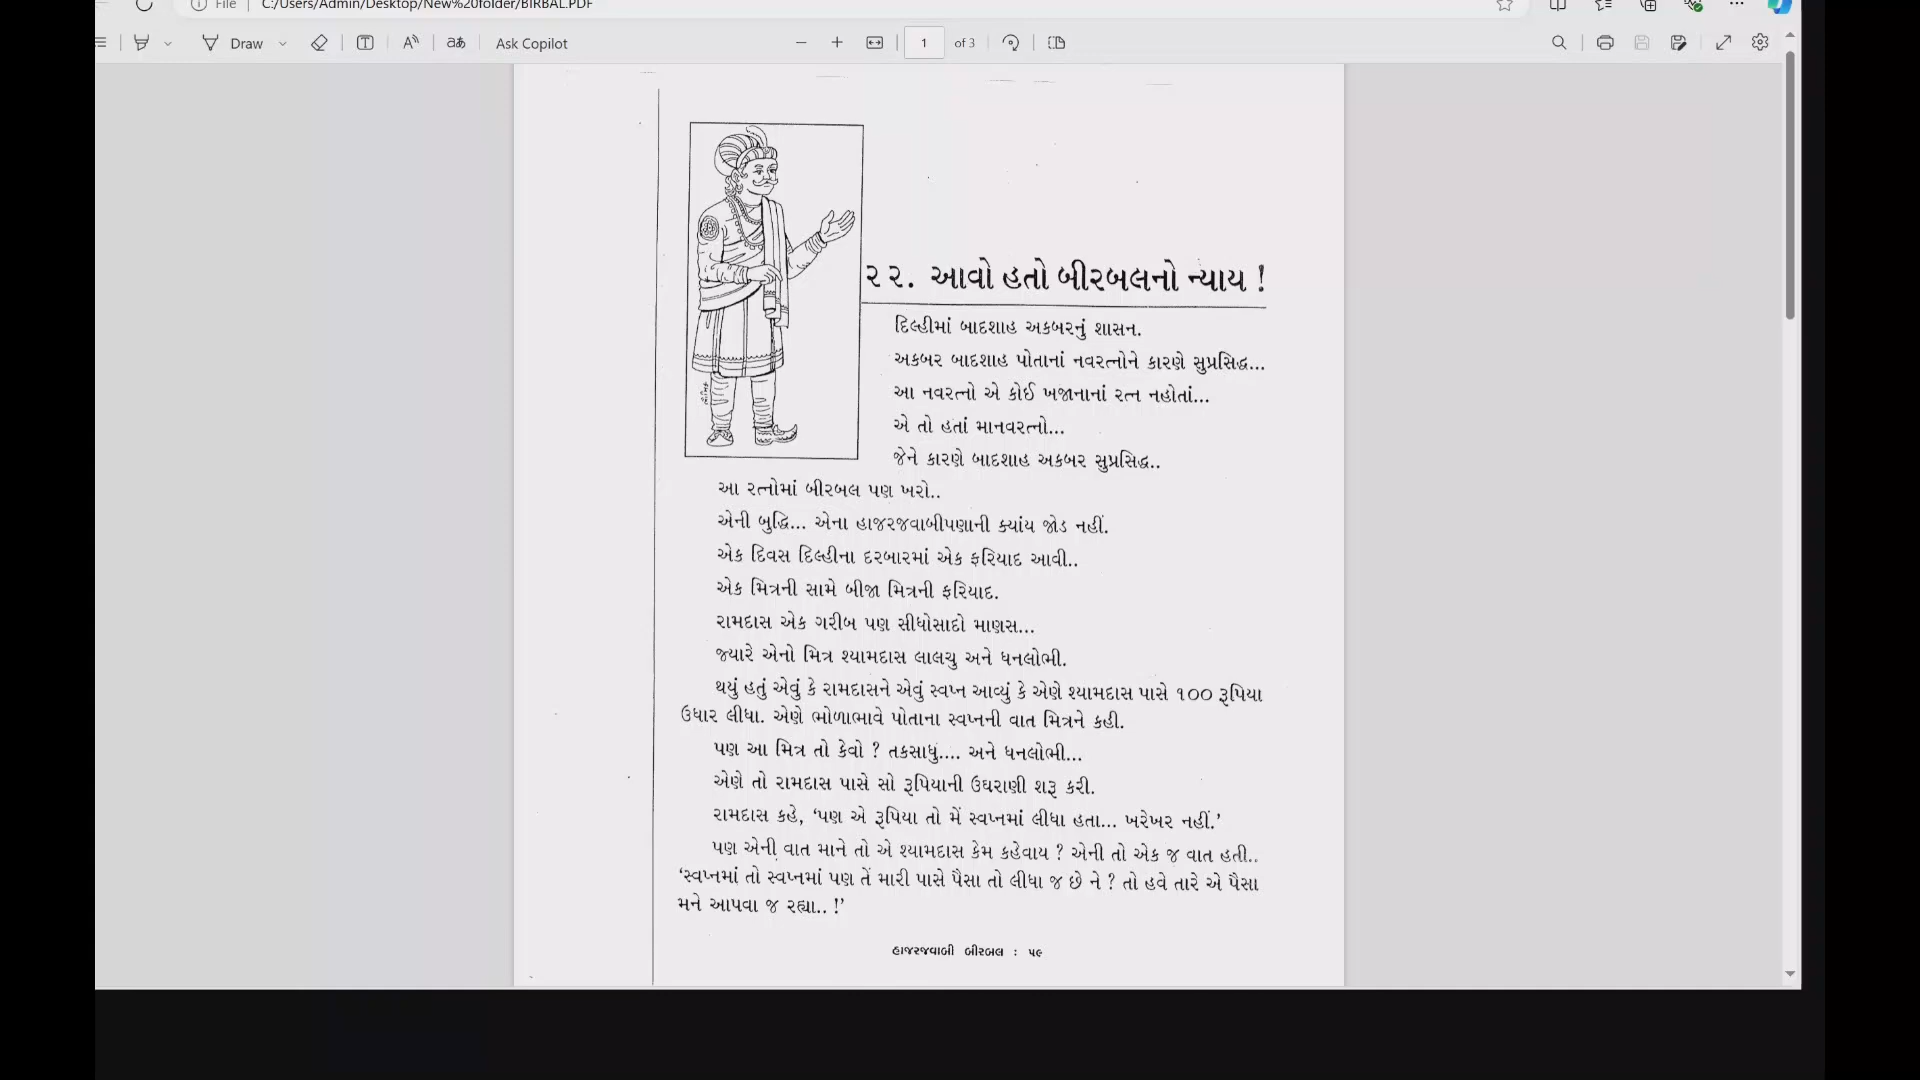 File
C:/Users/Admin/Desktop/New%20folder/BIRBAL.PDF
Draw
Ask Copilot
1 of 3
૨૨. આવો હતો બીરબલનો ન્યાય !
દિલ્હીમાં બાદશાહ અકબરનું શાસન.
અકબર બાદશાહ પોતાનાં નવરત્નોને કારણે સુપ્રસિદ્ધ...
આ નવરત્નો એ કોઈ ખજાનાનાં રત્ન નહોતાં...
એ તો હતાં માનવરત્નો...
જેને કારણે બાદશાહ અકબર સુપ્રસિદ્ધ..
આ રત્નોમાં બીરબલ પણ ખરો..
એની બુદ્ધિ... એના હાજરજવાબીપણાની ક્યાંય જોડ નહીં.
એક દિવસ દિલ્હીના દરબારમાં એક ફરિયાદ આવી..
એક મિત્રની સામે બીજા મિત્રની ફરિયાદ.
રામદાસ એક ગરીબ પણ સીધોસાદો માણસ...
જ્યારે એનો મિત્ર શ્યામદાસ લાલચુ અને ધનલોભી.
થયું હતું એવું કે રામદાસને એવું સ્વપ્ન આવ્યું કે એણે શ્યામદાસ પાસે ૧૦૦ રૂપિયા
ઉધાર લીધા. એણે ભોળાભાવે પોતાના સ્વપ્નની વાત મિત્રને કહી.
પણ આ મિત્ર તો કેવો ? તકસાધું.... અને ધનલોભી...
એણે તો રામદાસ પાસે સો રૂપિયાની ઉઘરાણી શરૂ કરી.
રામદાસ કહે, ‘પણ એ રૂપિયા તો મેં સ્વપ્નમાં લીધા હતા... ખરેખર નહીં.’
પણ એની વાત માને તો એ શ્યામદાસ કેમ કહેવાય ? એની તો એક જ વાત હતી..
‘સ્વપ્નમાં તો સ્વપ્નમાં પણ તેં મારી પાસે પૈસા તો લીધા જ છે ને ? તો હવે તારે એ પૈસા
મને આપવા જ રહ્યા.. !’
હાજરજવાબી બીરબલ : ૫૯